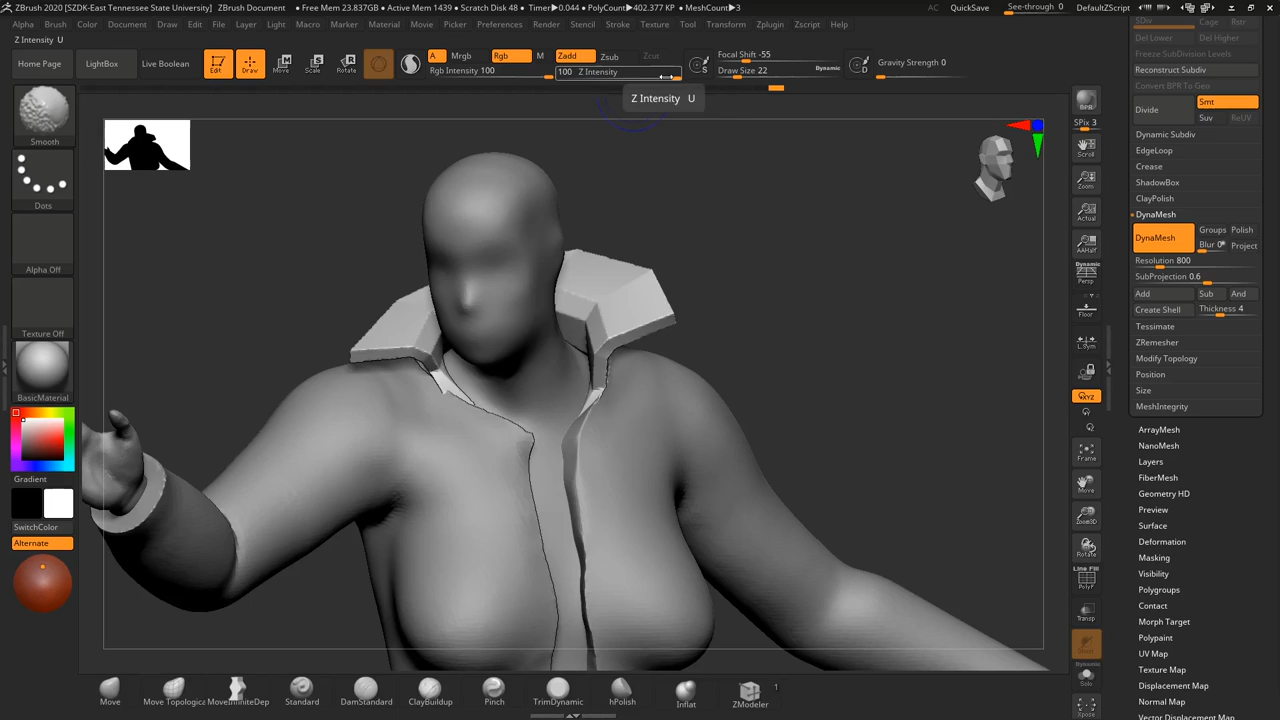 ZBrush 2020 [SZDK-East Tennessee State University] ZBrush Document • Free Mem 23.837GB • Active Mem 1439 • Scratch Disk 48 • Timer▶0.044 • PolyCount▶402.377 KP • MeshCount▶3 AC QuickSave See-through 0 DefaultZScript
Alpha Brush Color Document Draw Edit File Layer Light Macro Marker Material Movie Picker Preferences Render Stencil Stroke Texture Tool Transform Zplugin Zscript Help
Z Intensity U
Home Page LightBox Live Boolean Edit Draw Move Scale Rotate
A Mrgb Rgb M Zadd Zsub Zcut
Rgb Intensity 100 100 Z Intensity
Focal Shift -55
Draw Size 22 Dynamic
Gravity Strength 0
Z Intensity U
Smooth
Dots
Alpha Off
Texture Off
BasicMaterial
Gradient
SwitchColor
Alternate
BPR
SPix 3
Scroll
Zoom
Actual
AAHalf
Dynamic
Persp
Floor
L.Sym
XYZ
Frame
Move
Zoom3D
Rotate
Line Fill
PolyF
Transp
Ghost
Dynamic
Solo
Xpose
SDiv Cage Rstr
Del Lower Del Higher
Freeze SubDivision Levels
Reconstruct Subdiv
Convert BPR To Geo
Divide Smt
Suv ReUV
Dynamic Subdiv
EdgeLoop
Crease
ShadowBox
ClayPolish
DynaMesh
DynaMesh Groups Polish
Blur 0 Project
Resolution 800
SubProjection 0.6
Add Sub And
Create Shell Thickness 4
Tessimate
ZRemesher
Modify Topology
Position
Size
MeshIntegrity
ArrayMesh
NanoMesh
Layers
FiberMesh
Geometry HD
Preview
Surface
Deformation
Masking
Visibility
Polygroups
Contact
Morph Target
Polypaint
UV Map
Texture Map
Displacement Map
Normal Map
Vector Displacement Map
Move Move Topologic MoveInfiniteDep Standard DamStandard ClayBuildup Pinch TrimDynamic hPolish Inflat ZModeler 1